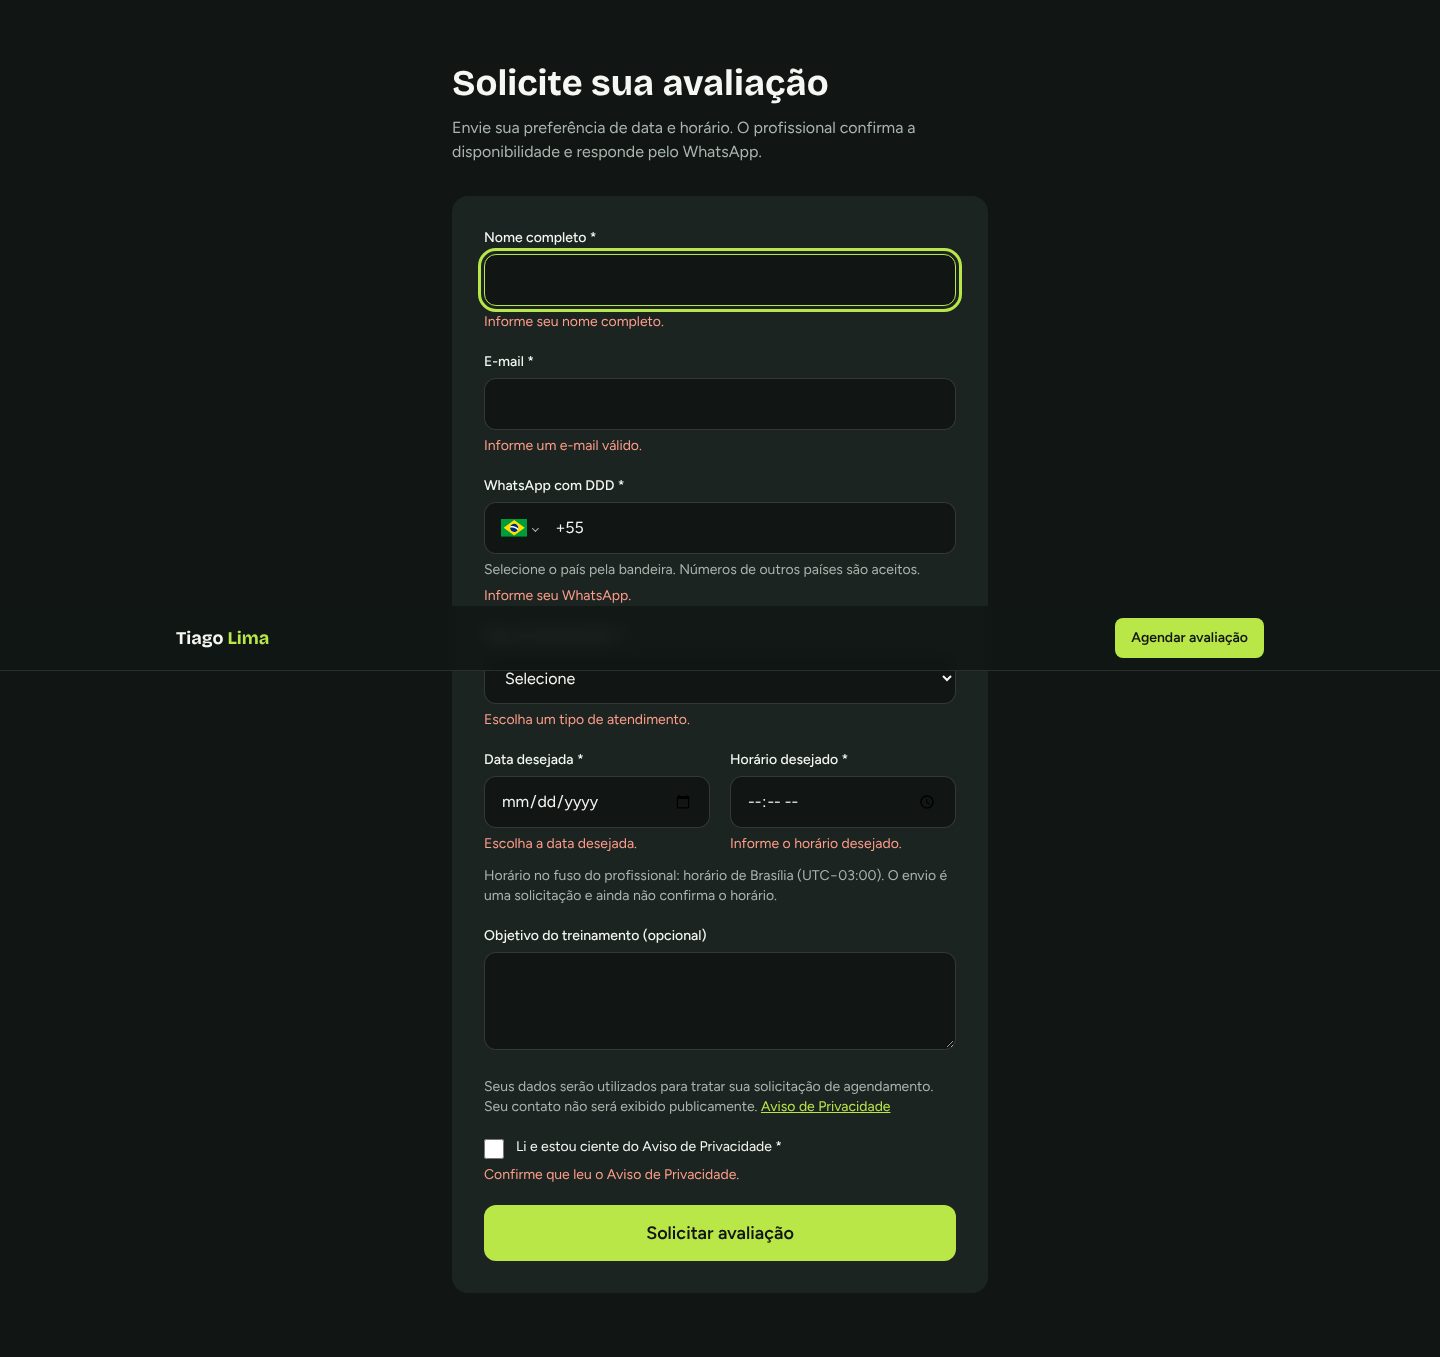 Solicite sua avaliação
Envie sua preferência de data e horário. O profissional confirma a
disponibilidade e responde pelo WhatsApp.
Nome completo *
Informe seu nome completo.
E-mail *
Informe um e-mail válido.
WhatsApp com DDD *
+55
Selecione o país pela bandeira. Números de outros países são aceitos.
Informe seu WhatsApp.
Tiago Lima
Agendar avaliação
Selecione
Escolha um tipo de atendimento.
Data desejada *
Horário desejado *
mm/dd/yyyy
--:-- --
Escolha a data desejada.
Informe o horário desejado.
Horário no fuso do profissional: horário de Brasília (UTC−03:00). O envio é
uma solicitação e ainda não confirma o horário.
Objetivo do treinamento (opcional)
Seus dados serão utilizados para tratar sua solicitação de agendamento.
Seu contato não será exibido publicamente. Aviso de Privacidade
Li e estou ciente do Aviso de Privacidade *
Confirme que leu o Aviso de Privacidade.
Solicitar avaliação